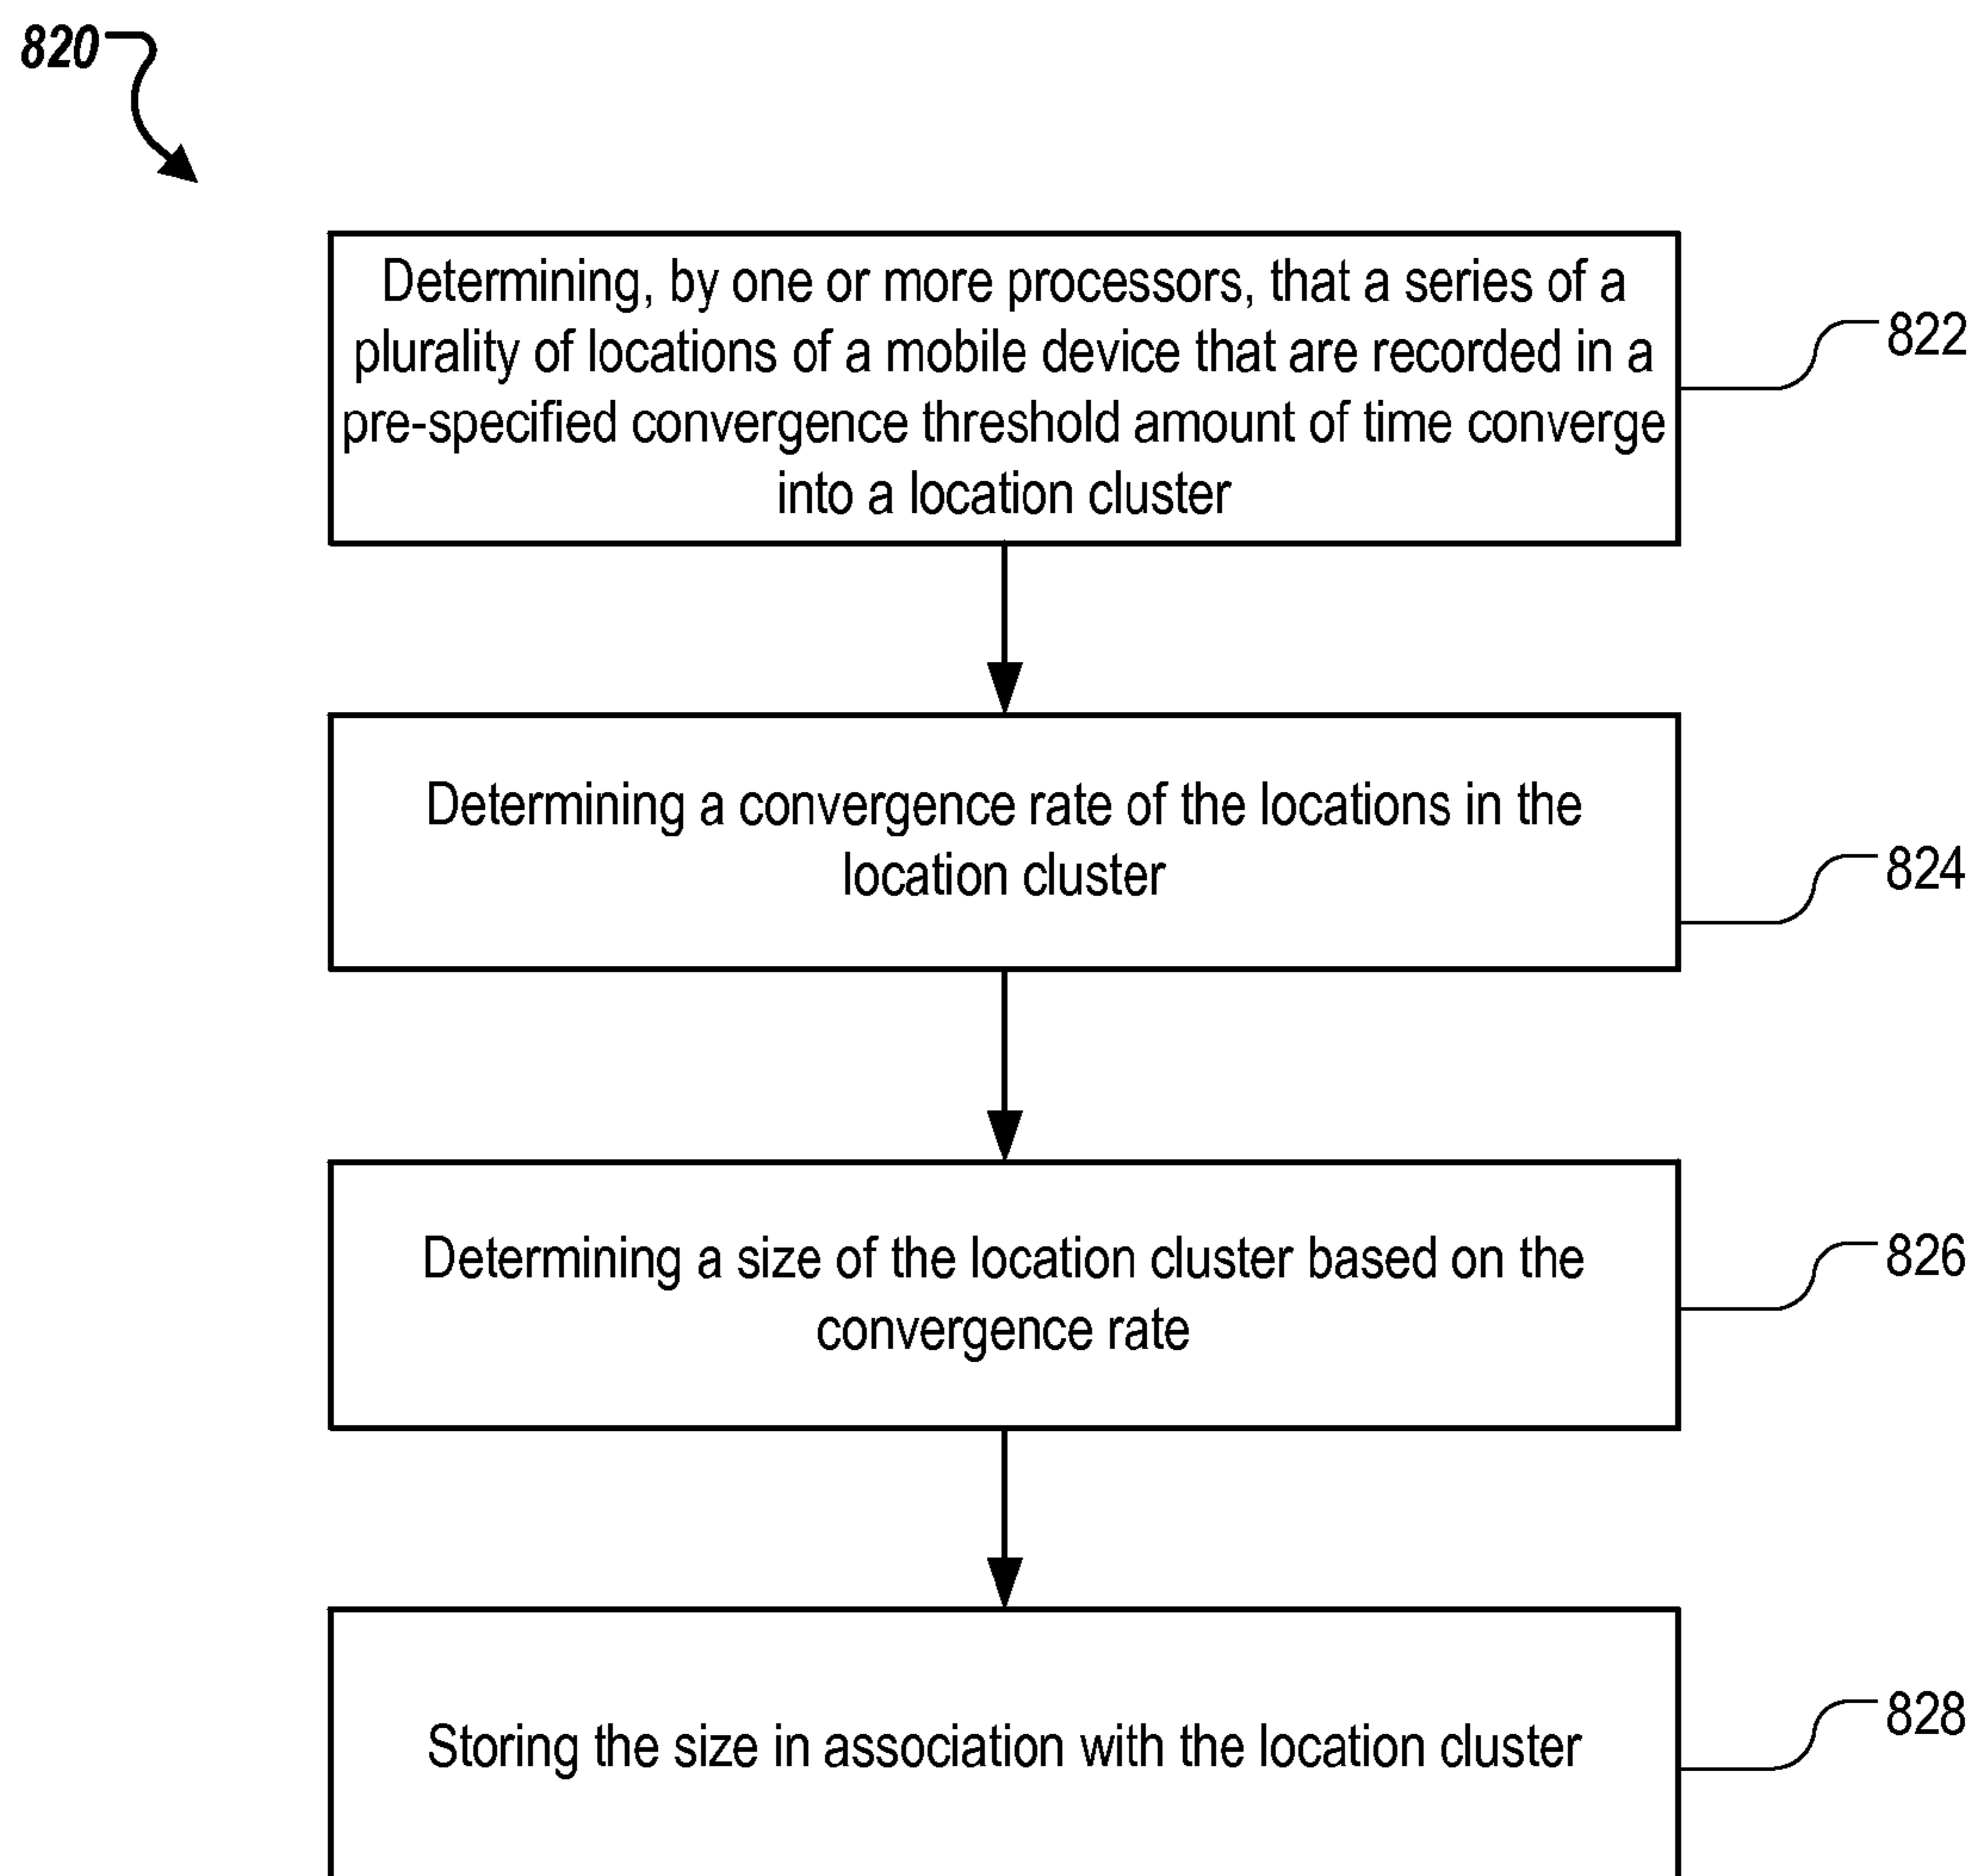 820
Determining, by one or more processors, that a series of a
plurality of locations of a mobile device that are recorded in a
pre-specified convergence threshold amount of time converge
into a location cluster
822
Determining a convergence rate of the locations in the
location cluster
824
Determining a size of the location cluster based on the
convergence rate
826
Storing the size in association with the location cluster
828